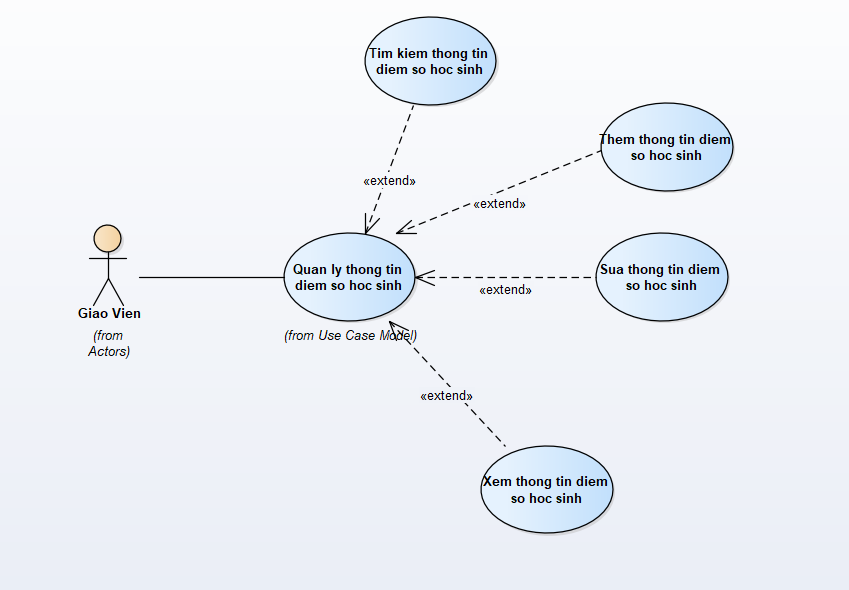 Tim kiem thong tin
diem so hoc sinh
Them thong tin diem
so hoc sinh
«extend»
«extend»
Quan ly thong tin
diem so hoc sinh
Sua thong tin diem
so hoc sinh
«extend»
Giao Vien
(from
Actors)
(from Use Case Model)
«extend»
Xem thong tin diem
so hoc sinh